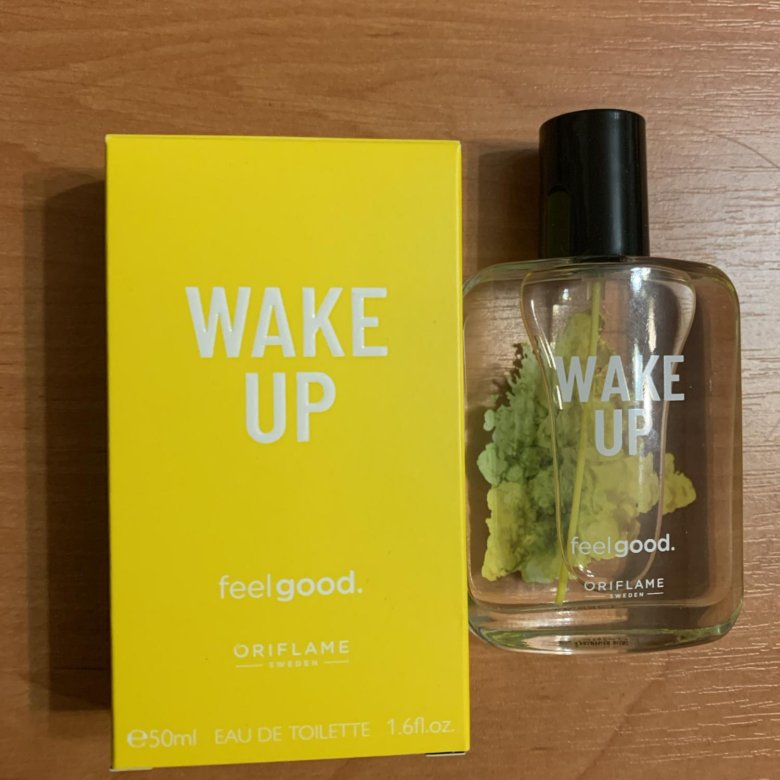 WAKE
UP
feelgood.
ORIFLAME
SWEDEN
℮50ml EAU DE TOILETTE 1.6fl.oz.
WAKE
UP
feelgood.
ORIFLAME
SWEDEN